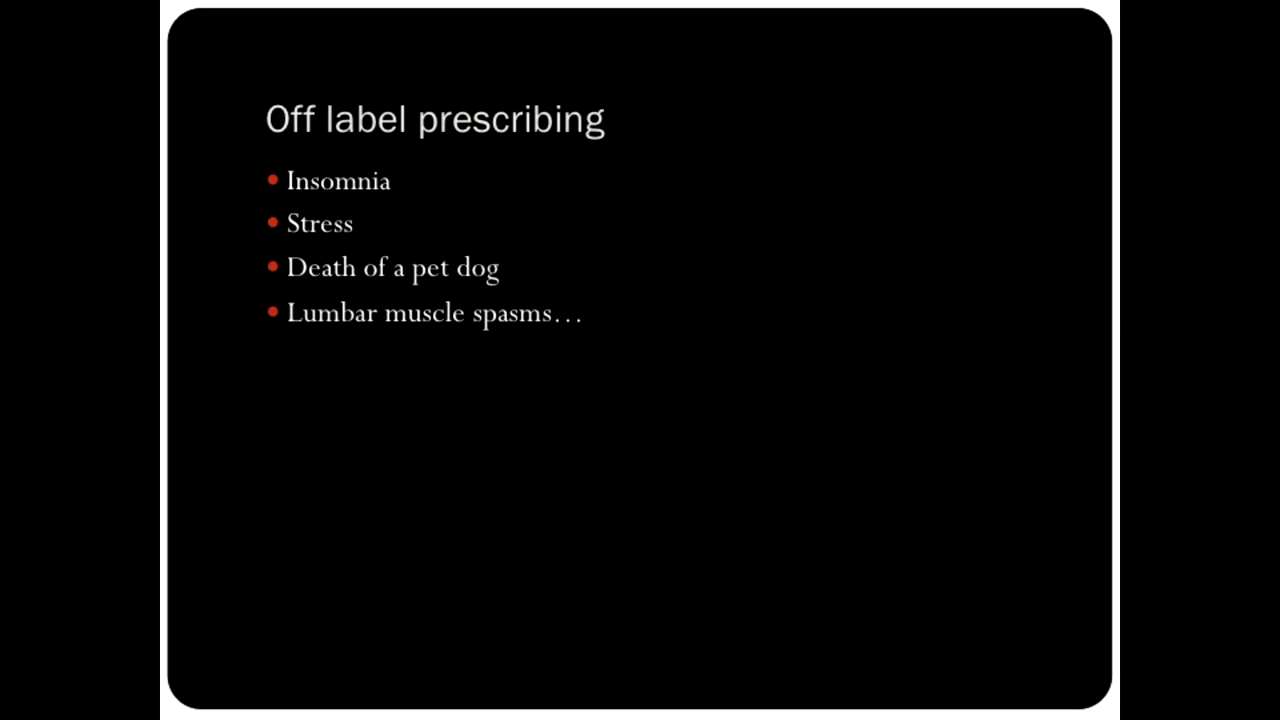 Off label prescribing
• Insomnia
• Stress
• Death of a pet dog
• Lumbar muscle spasms…